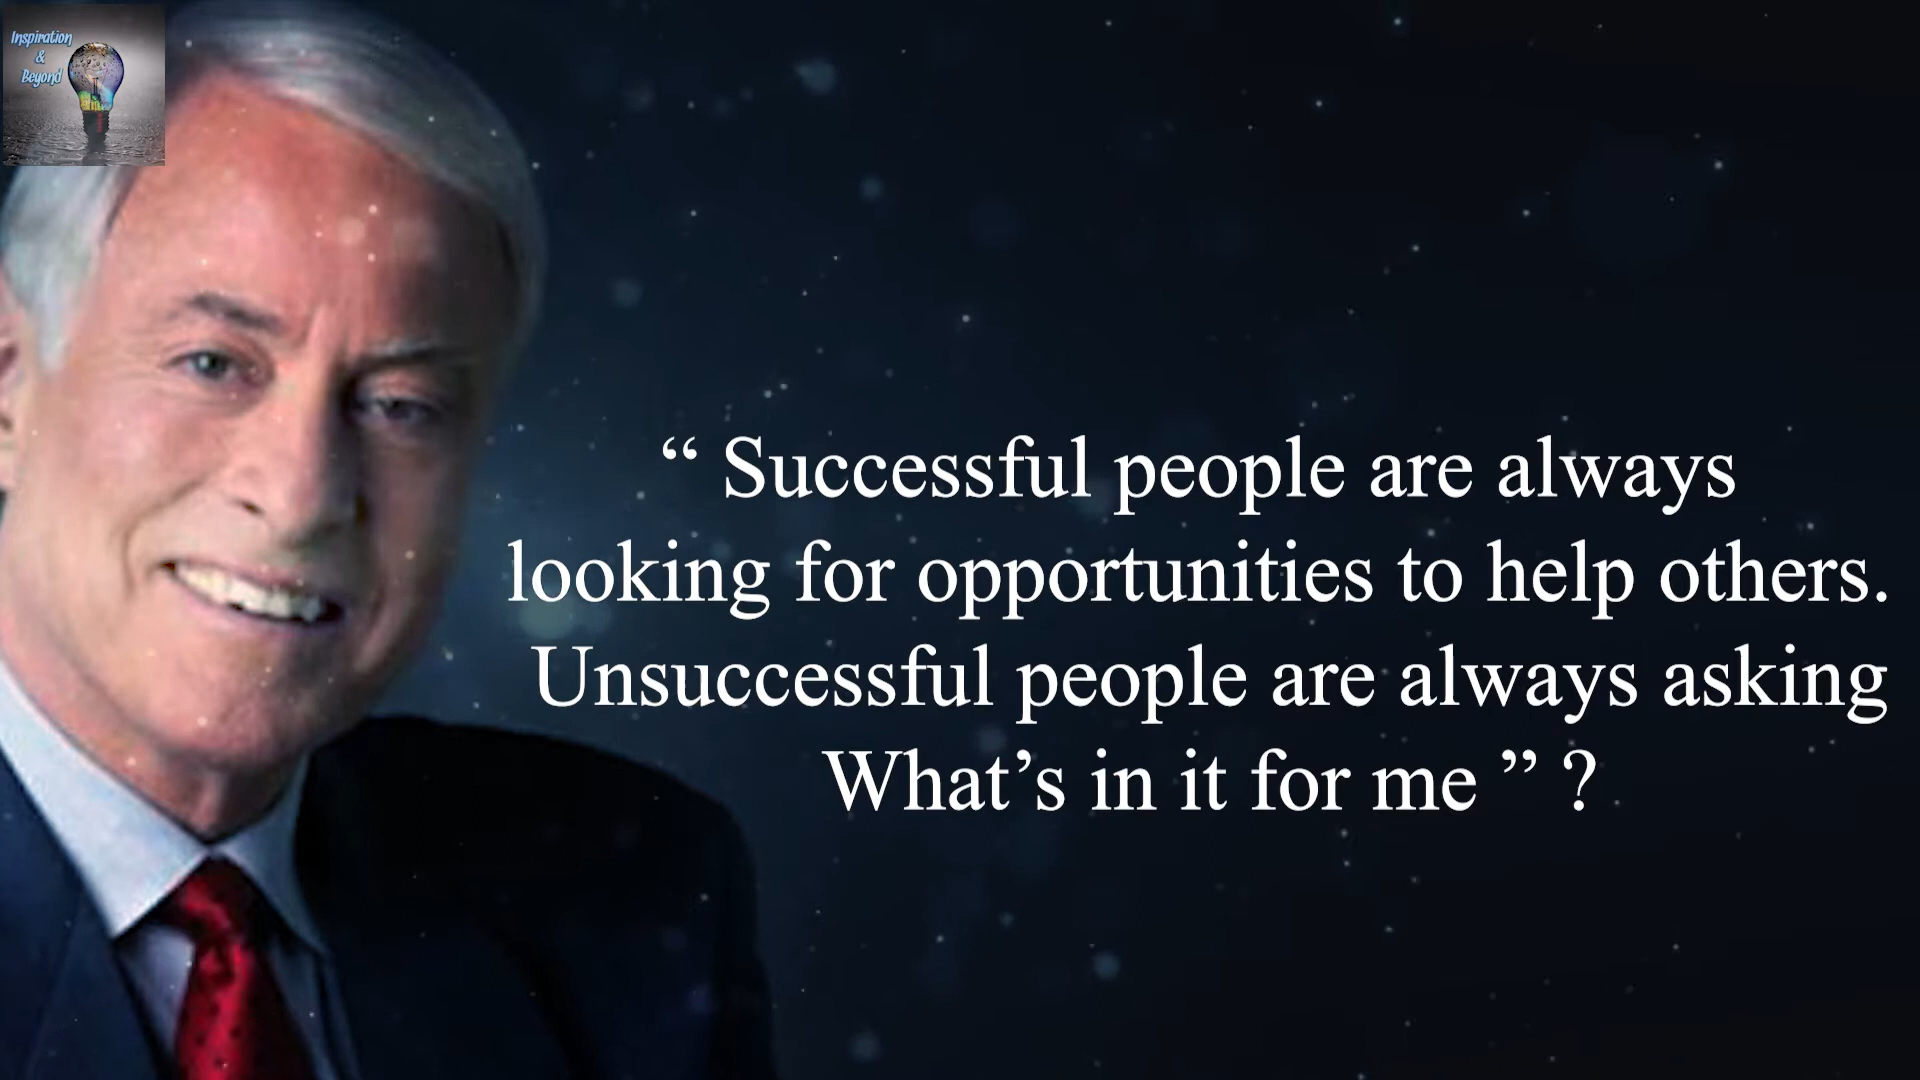 Inspiration
&
Beyond
“ Successful people are always
looking for opportunities to help others.
Unsuccessful people are always asking
What’s in it for me ” ?